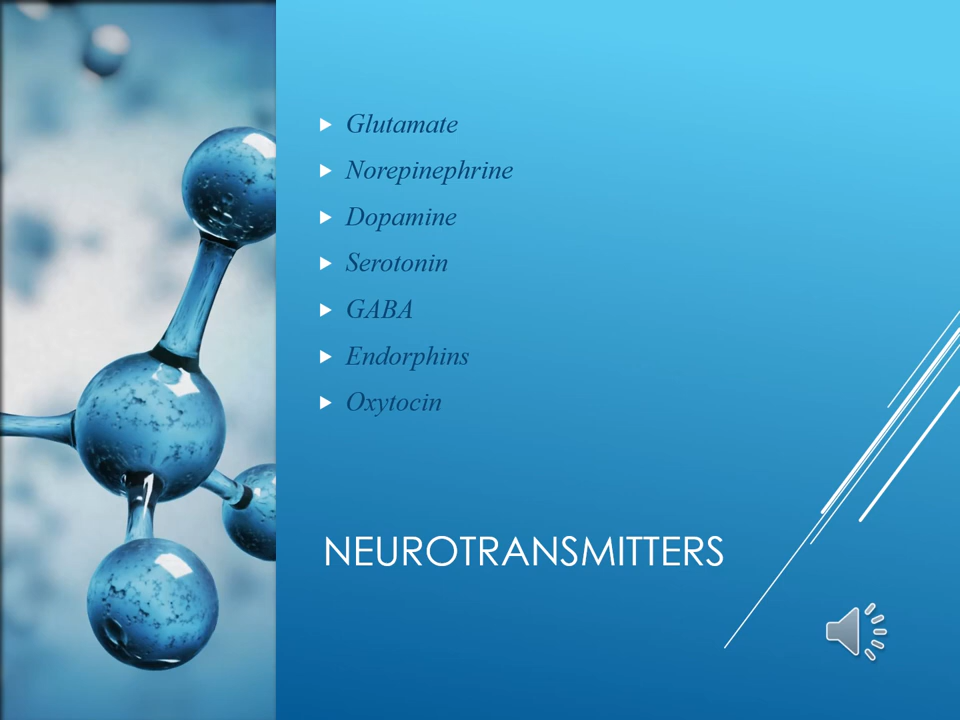 Glutamate
Norepinephrine
Dopamine
Serotonin
GABA
Endorphins
Oxytocin
NEUROTRANSMITTERS